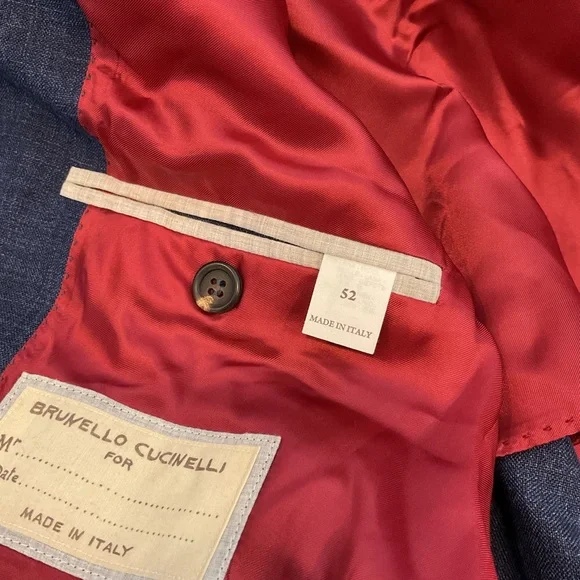 52
MADE IN ITALY
BRUNELLO CUCINELLI
FOR
Mr.........................
Date.........................
MADE IN ITALY